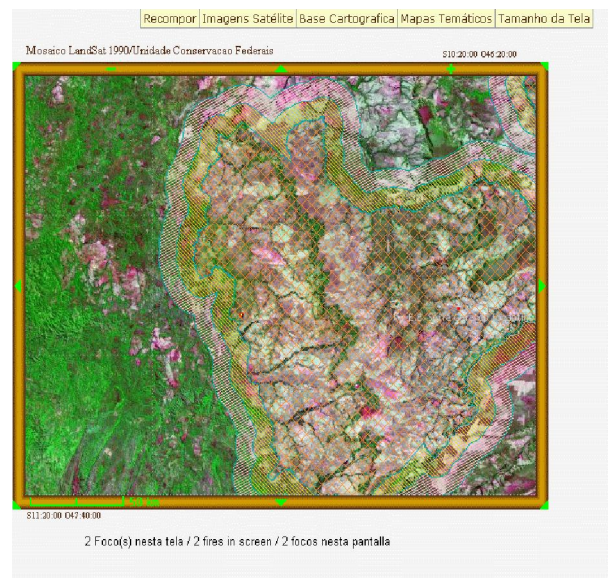 Recompor Imagens Satélite Base Cartografica Mapas Temáticos Tamanho da Tela
Mosaico LandSat 1990/Unidade Conservacao Federais
S10:20:00 O46:20:00
S11:20:00 O47:40:00
2 Foco(s) nesta tela / 2 fires in screen / 2 focos nesta pantalla